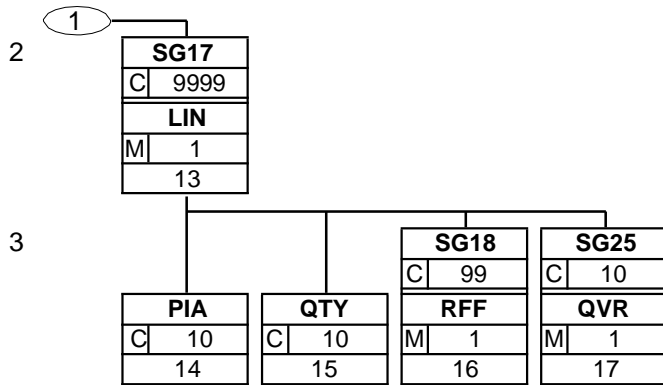 1
2
SG17
C 9999
LIN
M 1
13
3
SG18 SG25
C 99 C 10
PIA QTY RFF QVR
C 10 C 10 M 1 M 1
14 15 16 17